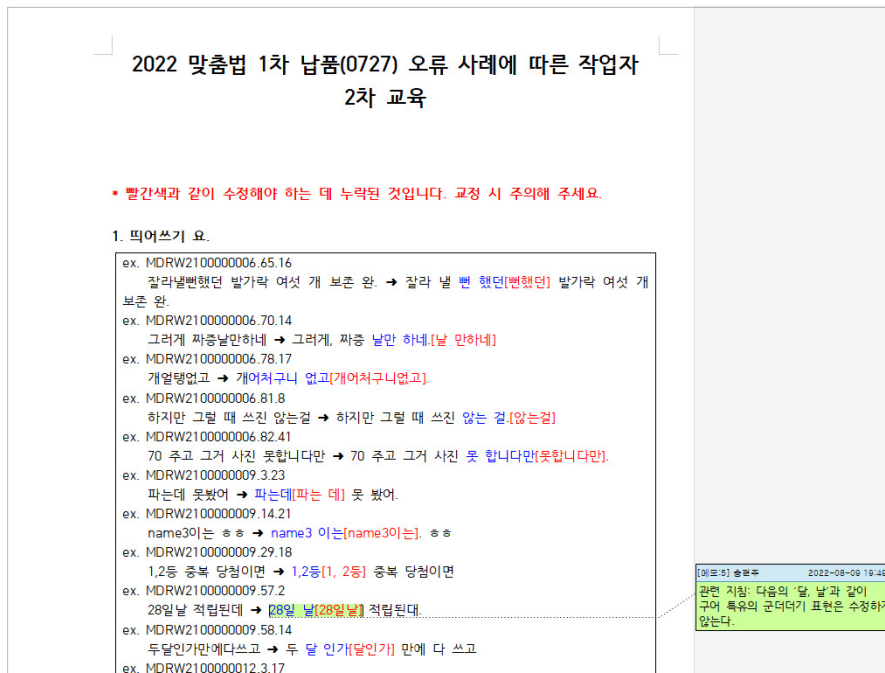 2022 맞춤법 1차 납품(0727) 오류 사례에 따른 작업자
2차 교육
* 빨간색과 같이 수정해야 하는 데 누락된 것입니다. 교정 시 주의해 주세요.
1. 띄어쓰기 요.
ex. MDRW2100000006.65.16
잘라낼뻔했던 발가락 여섯 개 보존 완. → 잘라 낼 뻔 했던[뻔했던] 발가락 여섯 개
보존 완.
ex. MDRW2100000006.70.14
그러게 짜증날만하네 → 그러게, 짜증 날만 하네.[날 만하네]
ex. MDRW2100000006.78.17
개얼탱없고 → 개어처구니 없고[개어처구니없고].
ex. MDRW2100000006.81.8
하지만 그럴 때 쓰진 않는걸 → 하지만 그럴 때 쓰진 않는 걸.[않는걸]
ex. MDRW2100000006.82.41
70 주고 그거 사진 못합니다만 → 70 주고 그거 사진 못 합니다만[못합니다만].
ex. MDRW2100000009.3.23
파는데 못봤어 → 파는데[파는 데] 못 봤어.
ex. MDRW2100000009.14.21
name3이는 ㅎㅎ → name3 이는[name3이는]. ㅎㅎ
ex. MDRW2100000009.29.18
1,2등 중복 당첨이면 → 1,2등[1, 2등] 중복 당첨이면
ex. MDRW2100000009.57.2
28일날 적립된데 → 28일 날[28일날] 적립된대.
ex. MDRW2100000009.58.14
두달인가만에다쓰고 → 두 달 인가[달인가] 만에 다 쓰고
ex. MDRW2100000012.3.17
[메모:5] 송현주 2022-08-09 19:49
관련 지침: 다음의 '달, 날'과 같이
구어 특유의 군더더기 표현은 수정하지
않는다.